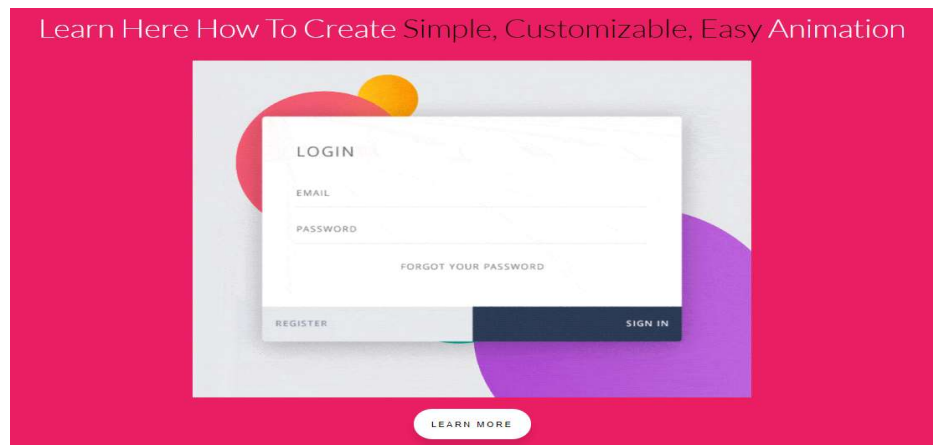 Learn Here How To Create Simple, Customizable, Easy Animation
LOGIN
EMAIL
PASSWORD
FORGOT YOUR PASSWORD
REGISTER SIGN IN
LEARN MORE